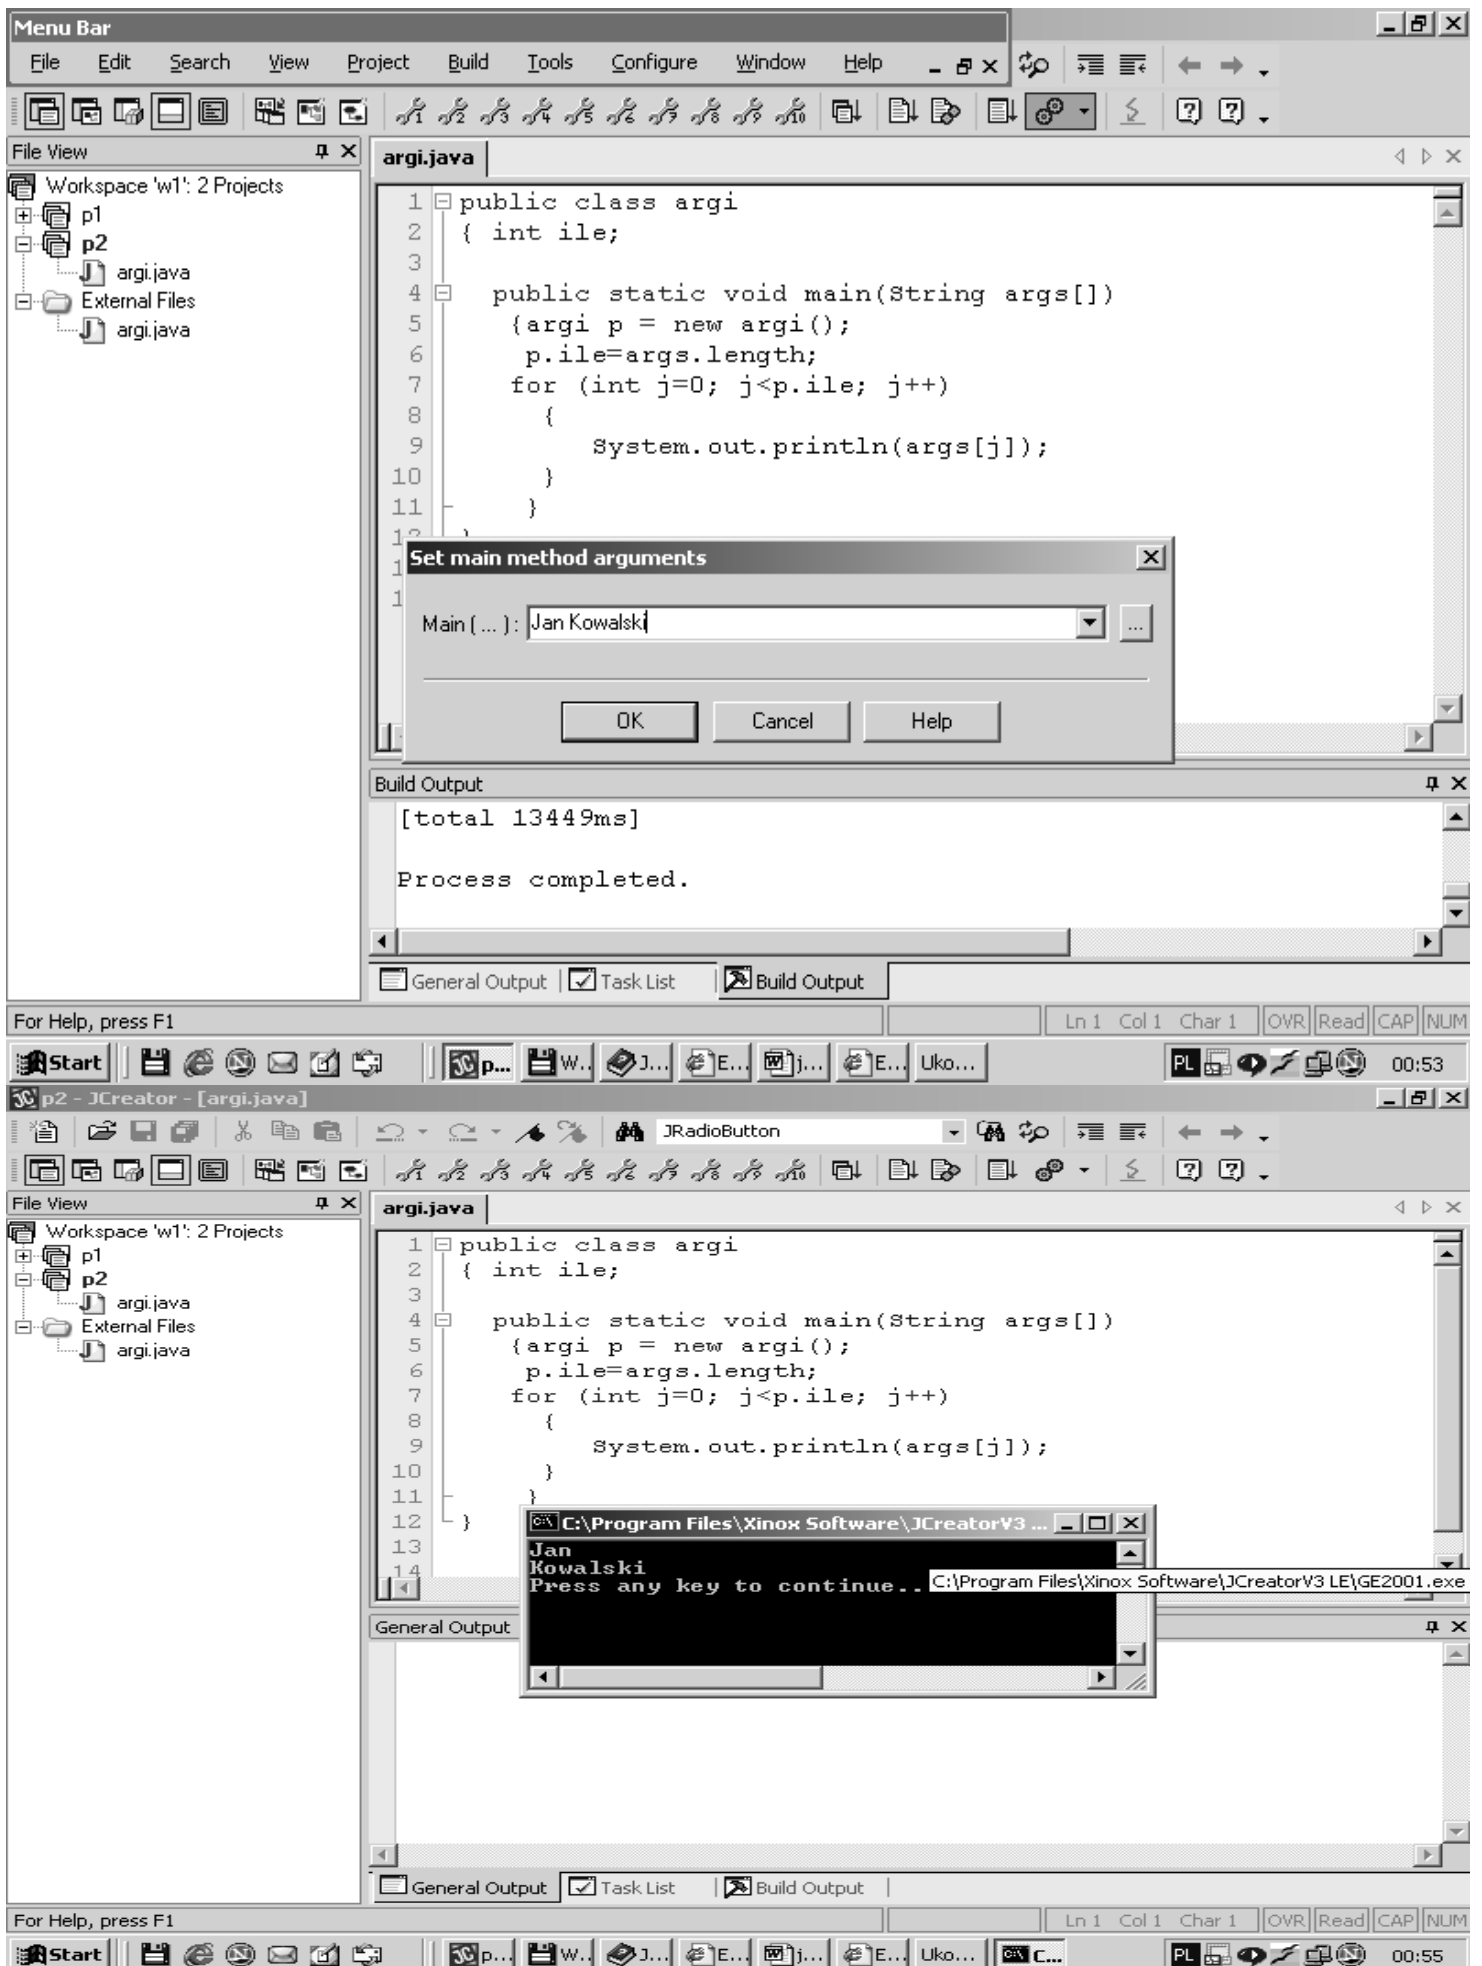 Menu Bar
File Edit Search View Project Build Tools Configure Window Help
File View
argi.java
Workspace 'w1': 2 Projects
p1
p2
argi.java
External Files
argi.java
1 public class argi
2 { int ile;
3
4 public static void main(String args[])
5 {argi p = new argi();
6 p.ile=args.length;
7 for (int j=0; j<p.ile; j++)
8 {
9 System.out.println(args[j]);
10 }
11 }
Set main method arguments
Main ( ... ) : Jan Kowalski ...
OK Cancel Help
Build Output
[total 13449ms]
Process completed.
General Output Task List Build Output
For Help, press F1 Ln 1 Col 1 Char 1 OVR Read CAP NUM
Start p... W.. J... E... j... E... Uko... PL 00:53
p2 - JCreator - [argi.java]
JRadioButton
File View
argi.java
Workspace 'w1': 2 Projects
p1
p2
argi.java
External Files
argi.java
1 public class argi
2 { int ile;
3
4 public static void main(String args[])
5 {argi p = new argi();
6 p.ile=args.length;
7 for (int j=0; j<p.ile; j++)
8 {
9 System.out.println(args[j]);
10 }
11 }
12 }
13
14
C:\Program Files\Xinox Software\JCreatorV3 ...
Jan
Kowalski
Press any key to continue..
C:\Program Files\Xinox Software\JCreatorV3 LE\GE2001.exe
General Output
General Output Task List Build Output
For Help, press F1 Ln 1 Col 1 Char 1 OVR Read CAP NUM
Start p... W.. J... E... j... E... Uko... C... PL 00:55